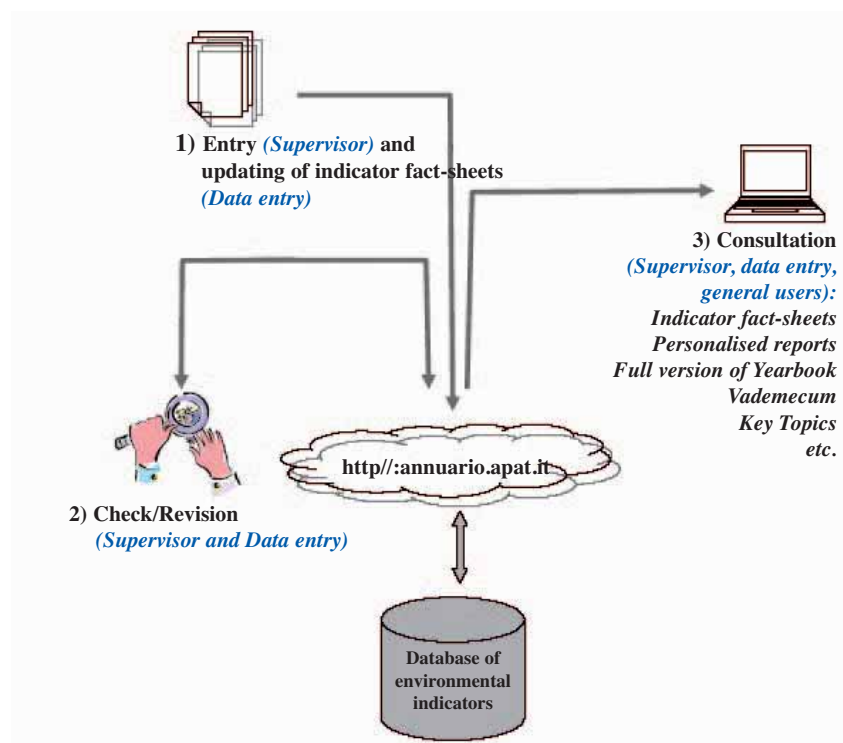 1) Entry (Supervisor) and
updating of indicator fact-sheets
(Data entry)
3) Consultation
(Supervisor, data entry,
general users):
Indicator fact-sheets
Personalised reports
Full version of Yearbook
Vademecum
Key Topics
etc.
http//:annuario.apat.it
2) Check/Revision
(Supervisor and Data entry)
Database of
environmental
indicators